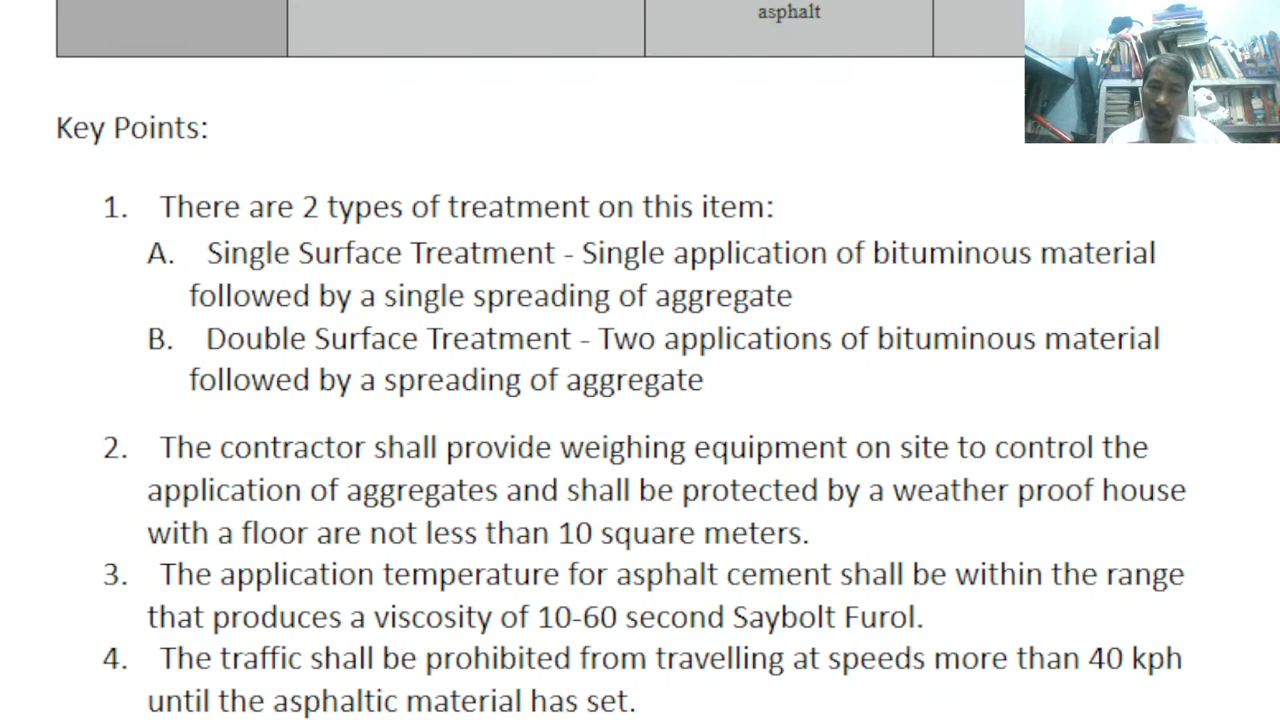 asphalt
Key Points:
1. There are 2 types of treatment on this item:
A. Single Surface Treatment - Single application of bituminous material
followed by a single spreading of aggregate
B. Double Surface Treatment - Two applications of bituminous material
followed by a spreading of aggregate
2. The contractor shall provide weighing equipment on site to control the
application of aggregates and shall be protected by a weather proof house
with a floor are not less than 10 square meters.
3. The application temperature for asphalt cement shall be within the range
that produces a viscosity of 10-60 second Saybolt Furol.
4. The traffic shall be prohibited from travelling at speeds more than 40 kph
until the asphaltic material has set.